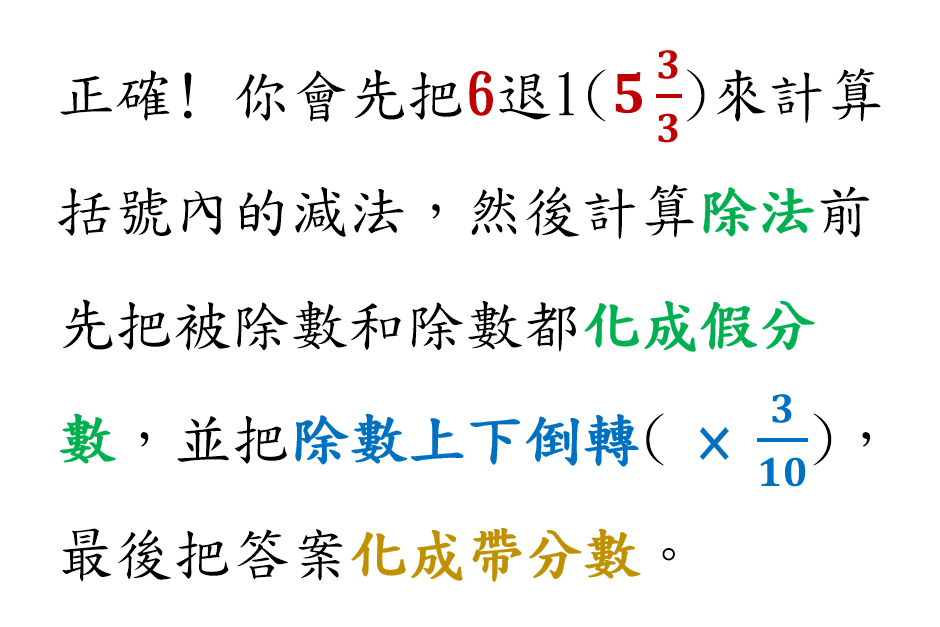 正確！你會先把6退1(5 3/3)來計算
括號內的減法，然後計算除法前
先把被除數和除數都化成假分
數，並把除數上下倒轉( × 3/10)，
最後把答案化成帶分數。